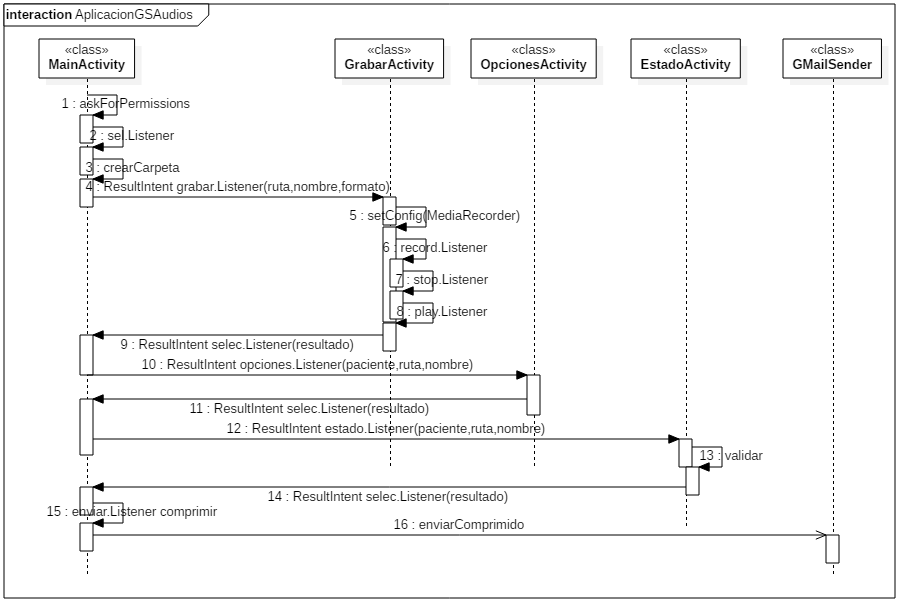 interaction AplicacionGSAudios
«class» «class» «class» «class» «class»
MainActivity GrabarActivity OpcionesActivity EstadoActivity GMailSender
1 : askForPermissions
2 : sel.Listener
3 : crearCarpeta
4 : ResultIntent grabar.Listener(ruta,nombre,formato)
5 : setConfig(MediaRecorder)
6 : record.Listener
7 : stop.Listener
8 : play.Listener
9 : ResultIntent selec.Listener(resultado)
10 : ResultIntent opciones.Listener(paciente,ruta,nombre)
11 : ResultIntent selec.Listener(resultado)
12 : ResultIntent estado.Listener(paciente,ruta,nombre)
13 : validar
14 : ResultIntent selec.Listener(resultado)
15 : enviar.Listener comprimir
16 : enviarComprimido